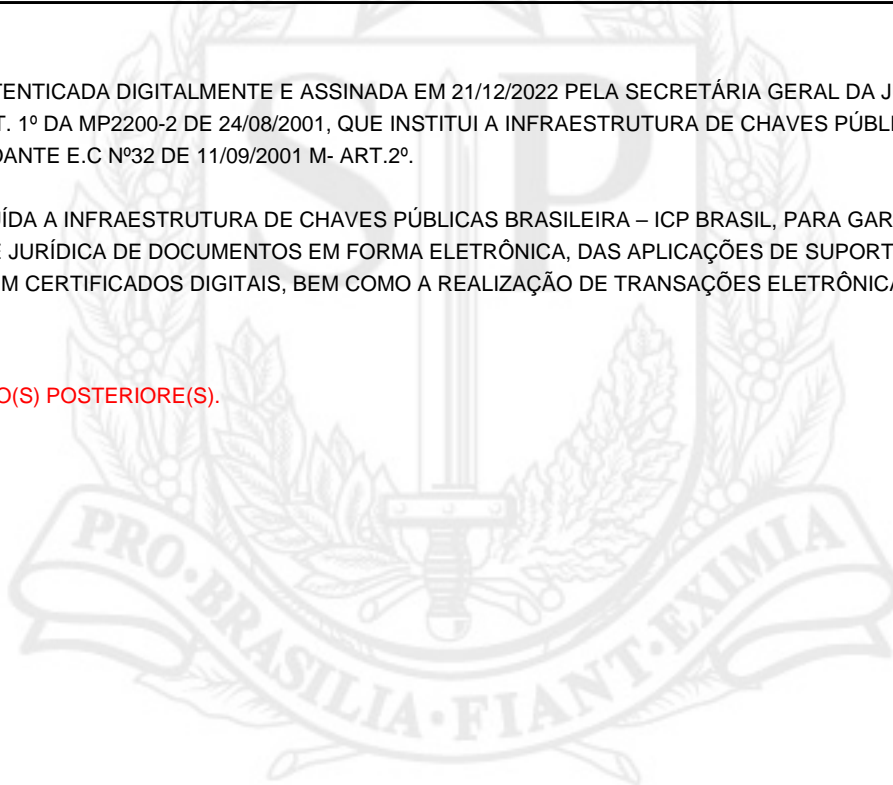 TENTICADA DIGITALMENTE E ASSINADA EM 21/12/2022 PELA SECRETÁRIA GERAL DA J
T. 1º DA MP2200-2 DE 24/08/2001, QUE INSTITUI A INFRAESTRUTURA DE CHAVES PÚBL
DANTE E.C Nº32 DE 11/09/2001 M- ART.2º.
ÍDA A INFRAESTRUTURA DE CHAVES PÚBLICAS BRASILEIRA – ICP BRASIL, PARA GAR
E JURÍDICA DE DOCUMENTOS EM FORMA ELETRÔNICA, DAS APLICAÇÕES DE SUPORT
M CERTIFICADOS DIGITAIS, BEM COMO A REALIZAÇÃO DE TRANSAÇÕES ELETRÔNICA
O(S) POSTERIORE(S).
SP
PRO·BRASILIA·FIANT·EXIMIA